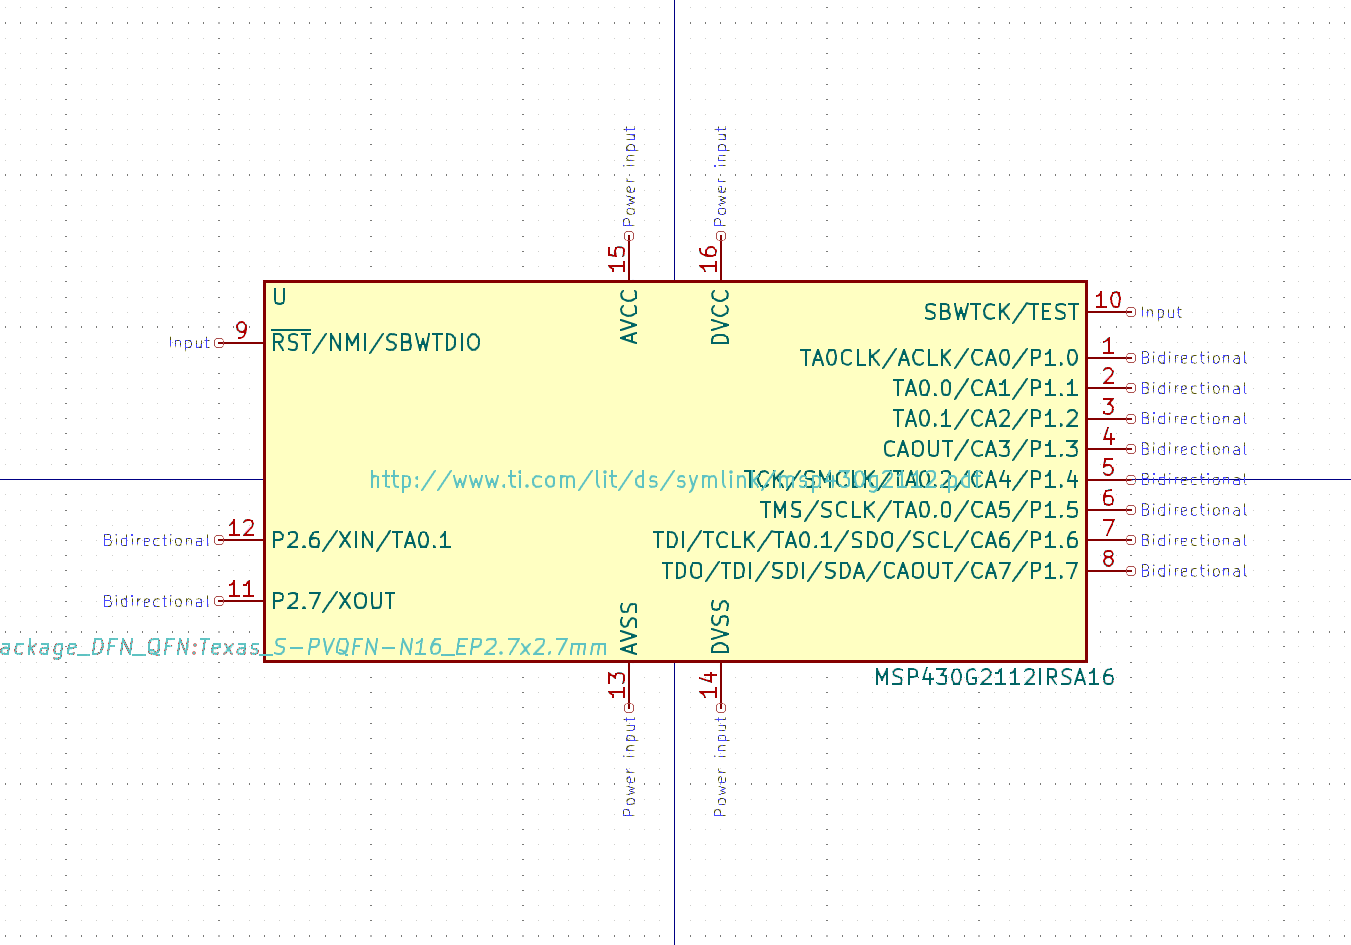 Power input
Power input
15
16
U
AVCC
DVCC
SBWTCK/TEST
10
Input
Input
9
RST/NMI/SBWTDIO
TA0CLK/ACLK/CA0/P1.0
1
Bidirectional
TA0.0/CA1/P1.1
2
Bidirectional
TA0.1/CA2/P1.2
3
Bidirectional
CAOUT/CA3/P1.3
4
Bidirectional
http://www.ti.com/lit/ds/symlink/msp430g2112.pdf
TCK/SMCLK/TA0.2/CA4/P1.4
5
Bidirectional
TMS/SCLK/TA0.0/CA5/P1.5
6
Bidirectional
Bidirectional
12
P2.6/XIN/TA0.1
TDI/TCLK/TA0.1/SDO/SCL/CA6/P1.6
7
Bidirectional
TDO/TDI/SDI/SDA/CAOUT/CA7/P1.7
8
Bidirectional
Bidirectional
11
P2.7/XOUT
AVSS
DVSS
ackage_DFN_QFN:Texas_S-PVQFN-N16_EP2.7x2.7mm
MSP430G2112IRSA16
13
14
Power input
Power input